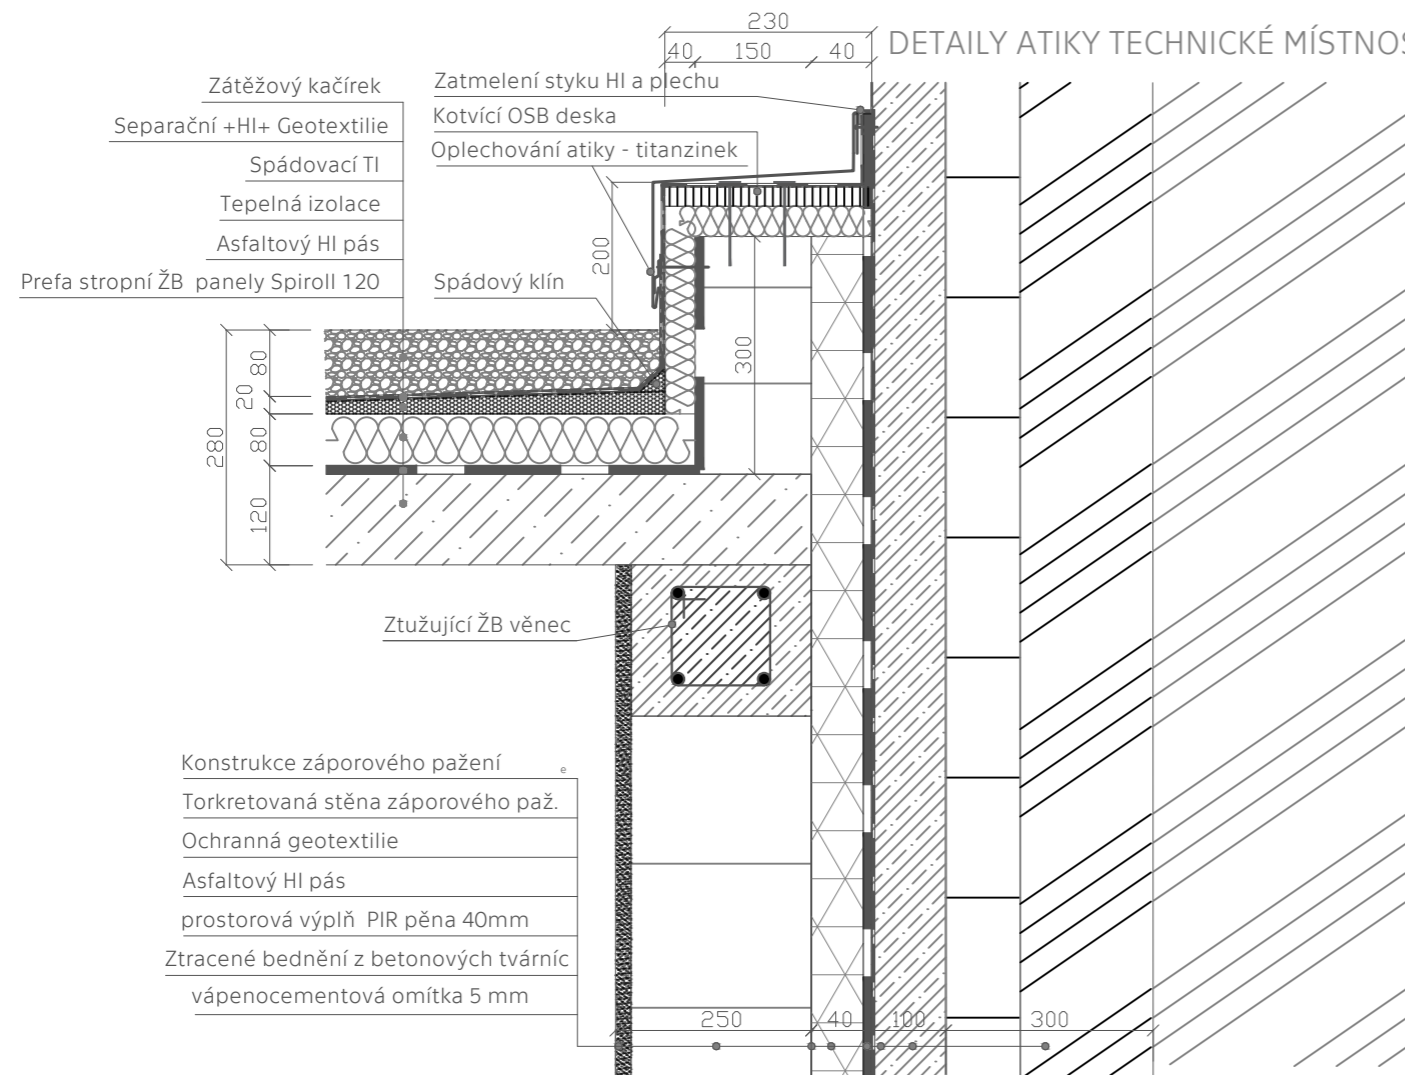 230
40
150
40
DETAILY ATIKY TECHNICKÉ MÍSTNOS
Zátěžový kačírek
Separační +HI+ Geotextilie
Spádovací TI
Tepelná izolace
Asfaltový HI pás
Prefa stropní ŽB panely Spiroll 120
Zatmelení styku HI a plechu
Kotvící OSB deska
Oplechování atiky - titanzinek
Spádový klín
200
300
80
20
80
280
120
Ztužující ŽB věnec
Konstrukce záporového pažení
e
Torkretovaná stěna záporového paž.
Ochranná geotextilie
Asfaltový HI pás
prostorová výplň PIR pěna 40mm
Ztracené bednění z betonových tvárníc
vápenocementová omítka 5 mm
250
40
100
300